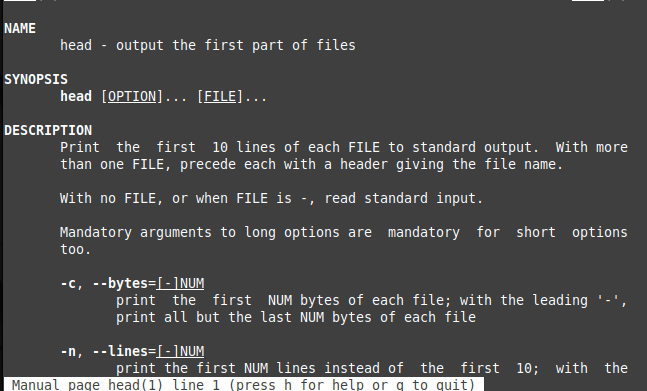 NAME
head - output the first part of files
SYNOPSIS
head [OPTION]... [FILE]...
DESCRIPTION
Print the first 10 lines of each FILE to standard output. With more
than one FILE, precede each with a header giving the file name.
With no FILE, or when FILE is -, read standard input.
Mandatory arguments to long options are mandatory for short options
too.
-c, --bytes=[-]NUM
print the first NUM bytes of each file; with the leading '-',
print all but the last NUM bytes of each file
-n, --lines=[-]NUM
print the first NUM lines instead of the first 10; with the
Manual page head(1) line 1 (press h for help or q to quit)